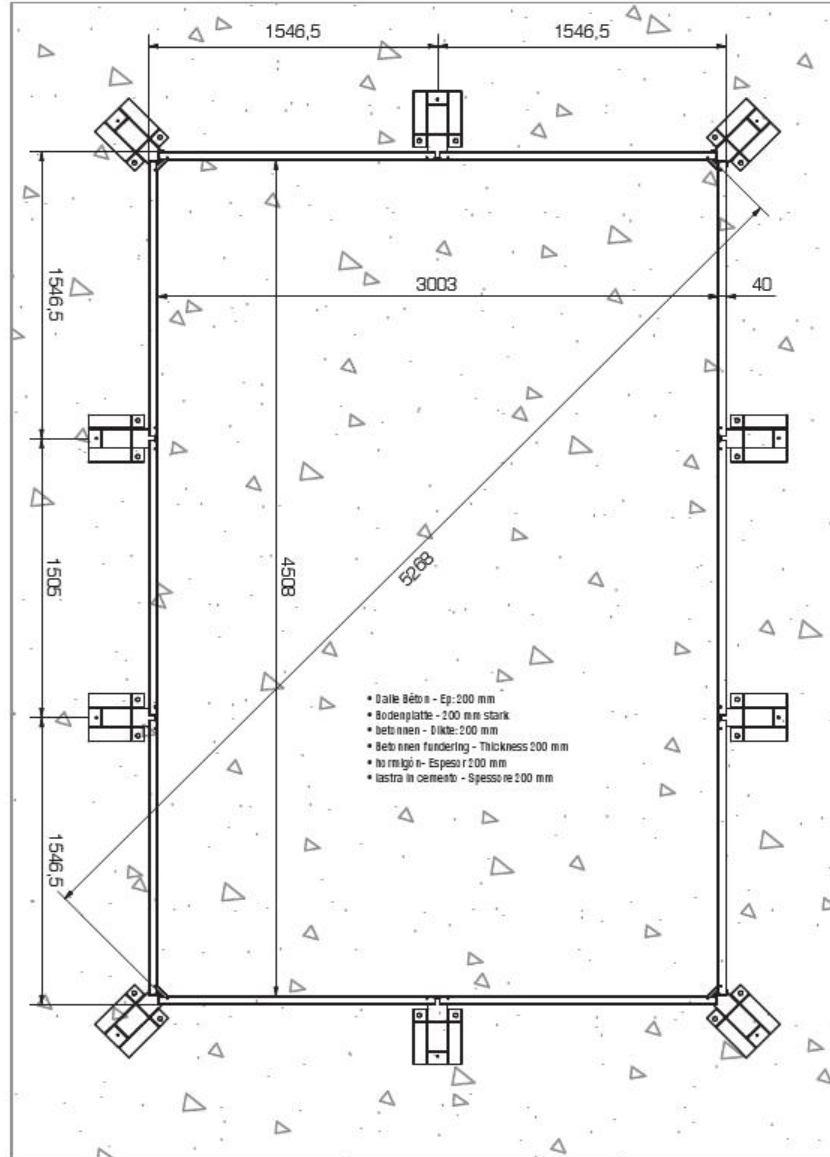 1546,5 1546,5
1546,5
3003 40
1505
4508
5268
• Dalle Béton - Ep: 200 mm
• Bodenplatte - 200 mm stark
• betonnen - Dikte: 200 mm
• Betonnen fundering - Thickness 200 mm
• hormigón- Espesor 200 mm
• lastra in cemento - Spessore 200 mm
1546,5